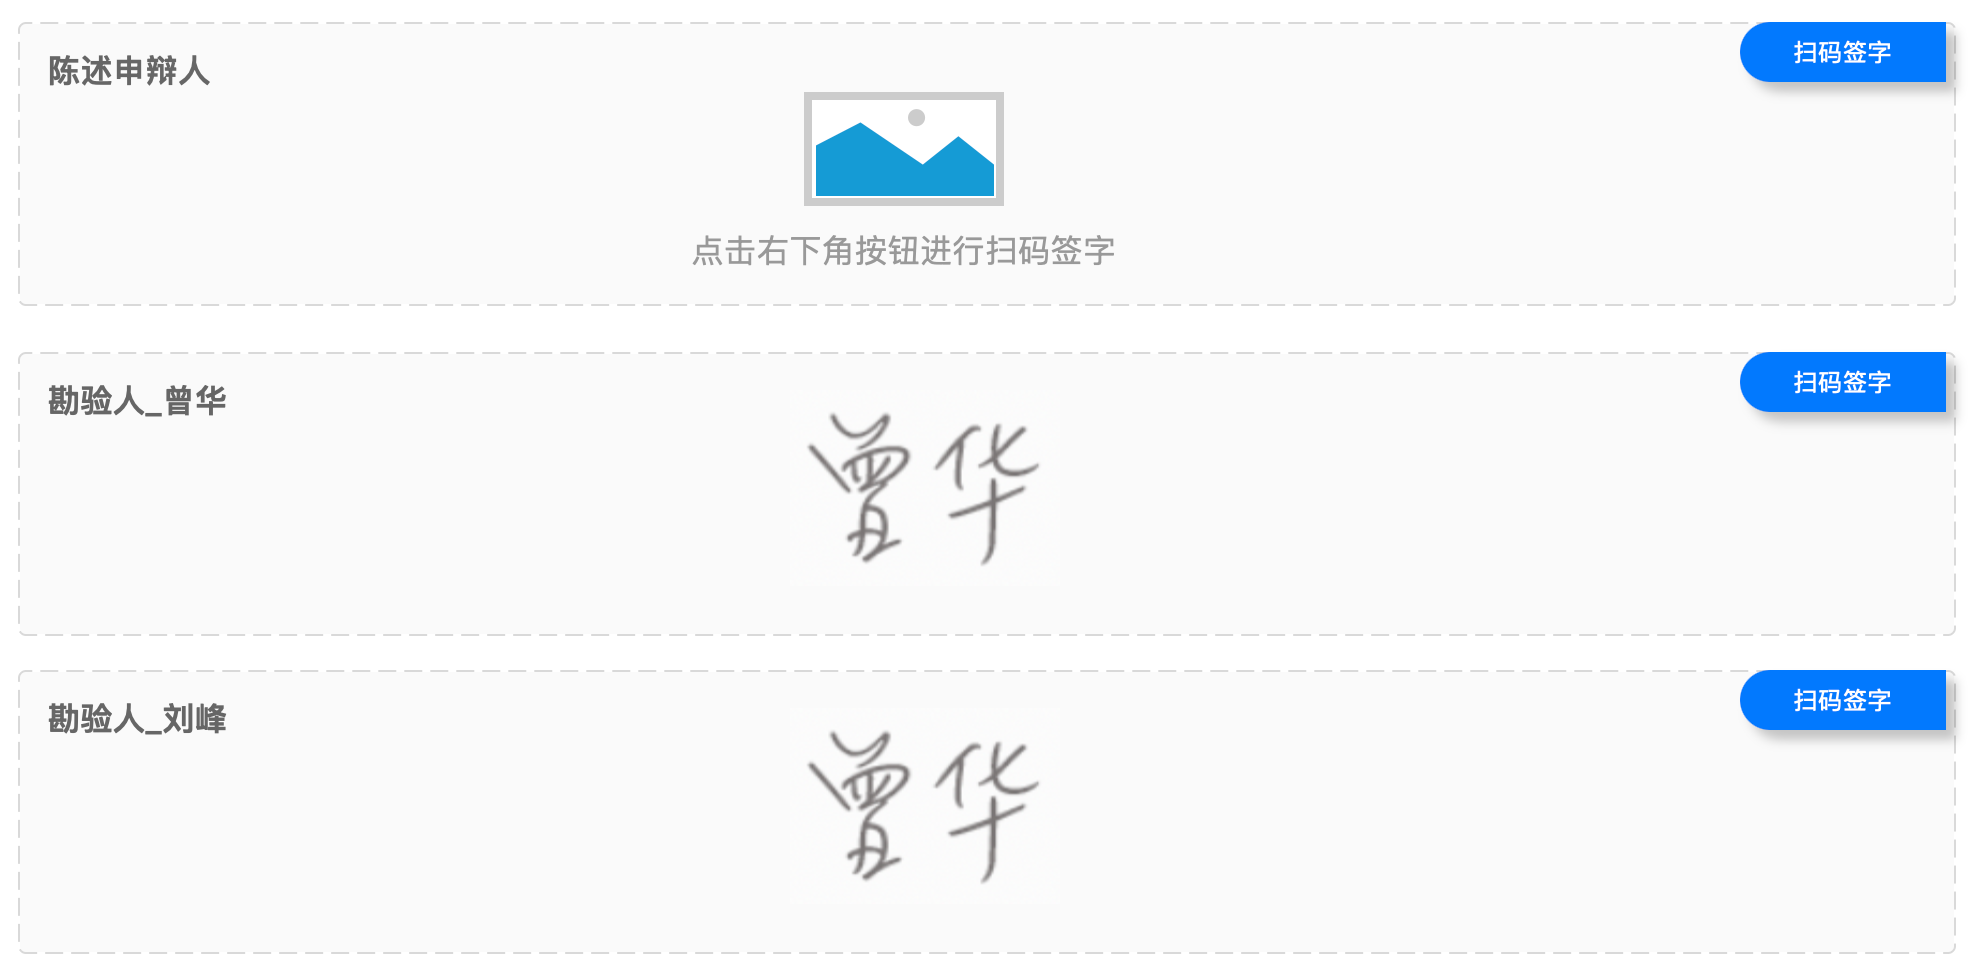 陈述申辩人
扫码签字
点击右下角按钮进行扫码签字
勘验人_曾华
扫码签字
曾华
勘验人_刘峰
扫码签字
曾华